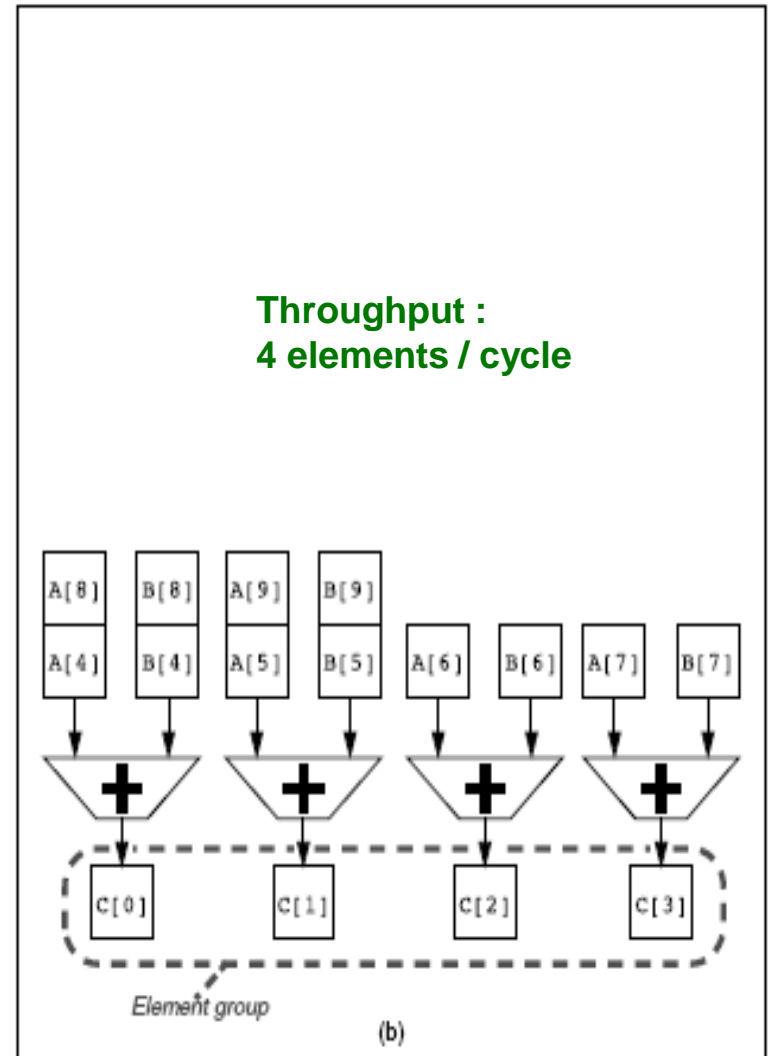 Throughput :
4 elements / cycle
A[8] B[8] A[9] B[9]
A[4] B[4] A[5] B[5] A[6] B[6] A[7] B[7]
+ + + +
C[0] C[1] C[2] C[3]
Element group
(b)